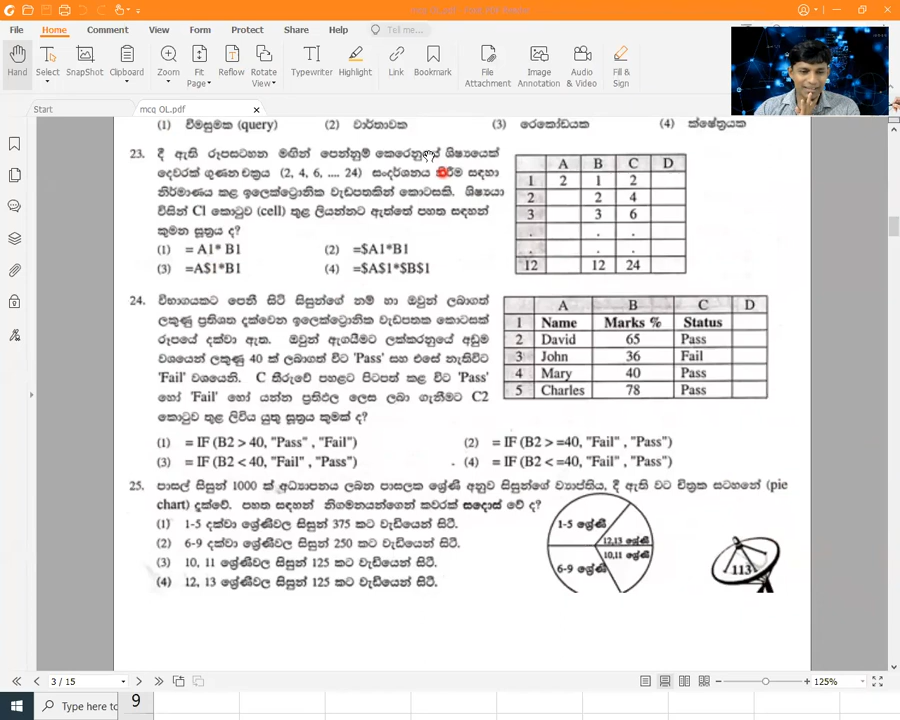 File Home Comment View Form Protect Share Help Tell me...
Hand Select SnapShot Clipboard Zoom Fit Page Reflow Rotate View Typewriter Highlight Link Bookmark File Attachment Image Annotation Audio & Video Fill & Sign
Start mcq OL.pdf
(1) විමසුමක (query) (2) වාර්තාවක (3) රෙකෝඩයක (4) ක්ෂේත්‍රයක
23. දී ඇති රූපසටහන මඟින් පෙන්නුම් කෙරෙනුයේ ශිෂ්‍යයෙක්
දෙවරක් ගුණන චක්‍රය (2, 4, 6, .... 24) සංදර්ශනය කිරීම සඳහා
නිර්මාණය කළ ඉලෙක්ට්‍රොනික වැඩපතකින් කොටසකි. ශිෂ්‍යයා
විසින් C1 කොටුව (cell) තුළ ලියන්නට ඇත්තේ පහත සඳහන්
කුමන සූත්‍රය ද?
(1) = A1* B1 (2) =$A1*B1
(3) =A$1*B1 (4) =$A$1*$B$1
A B C D
1 2 1 2
2 2 4
3 3 6
. . .
. . .
12 12 24
24. විභාගයකට පෙනී සිටි සිසුන්ගේ නම් හා ඔවුන් ලබාගත්
ලකුණු ප්‍රතිශත දක්වෙන ඉලෙක්ට්‍රොනික වැඩපතක කොටසක්
රූපයේ දක්වා ඇත. ඔවුන් ඇගයීමට ලක්කරනුයේ අඩුම
වශයෙන් ලකුණු 40 ක් ලබාගත් විට 'Pass' සහ එසේ නැතිවිට
'Fail' වශයෙනි. C තීරුවේ පහළට පිටපත් කළ විට 'Pass'
හෝ 'Fail' හෝ යන්න ප්‍රතිඵල ලෙස ලබා ගැනීමට C2
කොටුව තුළ ලිවිය යුතු සූත්‍රය කුමක් ද?
A B C D
1 Name Marks % Status
2 David 65 Pass
3 John 36 Fail
4 Mary 40 Pass
5 Charles 78 Pass
(1) = IF (B2 > 40, "Pass" , "Fail") (2) = IF (B2 > =40, "Fail" , "Pass")
(3) = IF (B2 < 40, "Fail" , "Pass") (4) = IF (B2 < =40, "Fail" , "Pass")
25. පාසල් සිසුන් 1000 ක් අධ්‍යාපනය ලබන පාසලක ශ්‍රේණි අනුව සිසුන්ගේ ව්‍යාප්තිය, දී ඇති වට චිත්‍රක සටහනේ (pie
chart) දැක්වේ. පහත සඳහන් නිගමනයන්ගෙන් කවරක් සදොස් වේ ද?
(1) 1-5 දක්වා ශ්‍රේණිවල සිසුන් 375 කට වැඩියෙන් සිටී.
(2) 6-9 දක්වා ශ්‍රේණිවල සිසුන් 250 කට වැඩියෙන් සිටී.
(3) 10, 11 ශ්‍රේණිවල සිසුන් 125 කට වැඩියෙන් සිටී.
(4) 12, 13 ශ්‍රේණිවල සිසුන් 125 කට වැඩියෙන් සිටී.
1-5 ශ්‍රේණි
12,13 ශ්‍රේණි
10,11 ශ්‍රේණි
6-9 ශ්‍රේණි
113
3 / 15 125%
Type here to 9